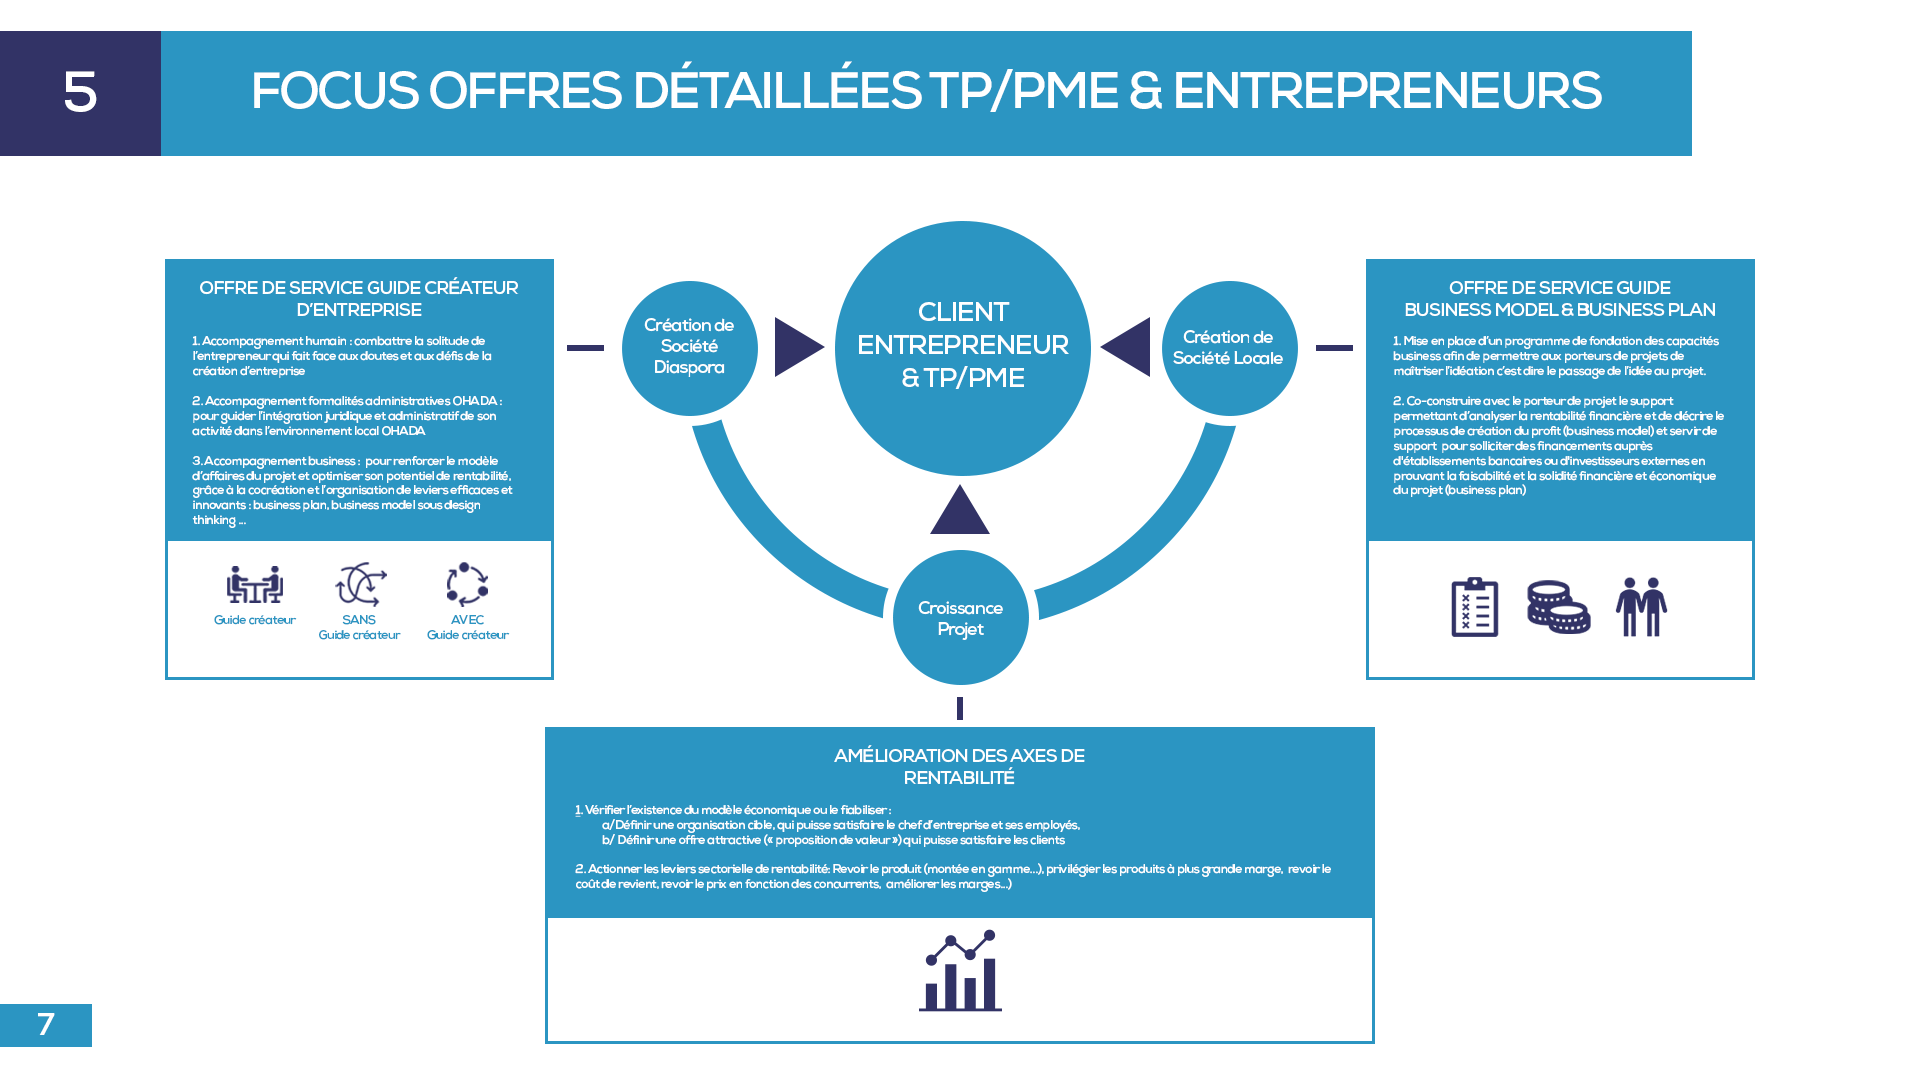 5
FOCUS OFFRES DÉTAILLÉES TP/PME & ENTREPRENEURS
OFFRE DE SERVICE GUIDE CRÉATEUR
D’ENTREPRISE
1. Accompagnement humain : combattre la solitude de
l’entrepreneur qui fait face aux doutes et aux défis de la
création d’entreprise
2. Accompagnement formalités administratives OHADA :
pour guider l’intégration juridique et administratif de son
activité dans l’environnement local OHADA
3. Accompagnement business : pour renforcer le modèle
d’affaires du projet et optimiser son potentiel de rentabilité,
grâce à la cocréation et l’organisation de leviers efficaces et
innovants : business plan, business model sous design
thinking ...
Guide créateur
SANS
Guide créateur
AVEC
Guide créateur
Création de
Société
Diaspora
CLIENT
ENTREPRENEUR
& TP/PME
Création de
Société Locale
Croissance
Projet
OFFRE DE SERVICE GUIDE
BUSINESS MODEL & BUSINESS PLAN
1. Mise en place d’un programme de fondation des capacités
business afin de permettre aux porteurs de projets de
maîtriser l’idéation c’est dire le passage de l’idée au projet.
2. Co-construire avec le porteur de projet le support
permettant d’analyser la rentabilité financière et de décrire le
processus de création du profit (business model) et servir de
support pour solliciter des financements auprès
d'établissements bancaires ou d'investisseurs externes en
prouvant la faisabilité et la solidité financière et économique
du projet (business plan)
AMÉLIORATION DES AXES DE
RENTABILITÉ
1. Vérifier l’existence du modèle économique ou le fiabiliser :
a/Définir une organisation cible, qui puisse satisfaire le chef d’entreprise et ses employés,
b/ Définir une offre attractive (« proposition de valeur ») qui puisse satisfaire les clients
2. Actionner les leviers sectorielle de rentabilité: Revoir le produit (montée en gamme...), privilégier les produits à plus grande marge, revoir le
coût de revient, revoir le prix en fonction des concurrents, améliorer les marges...)
7